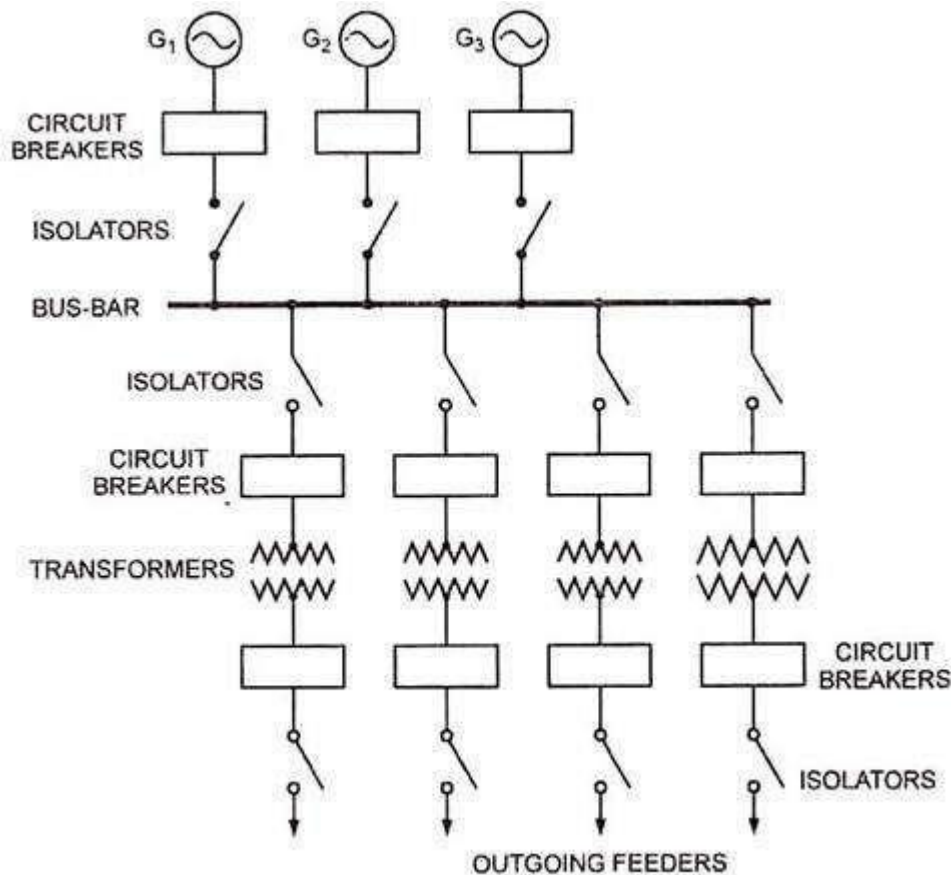 G1
G2
G3
CIRCUIT
BREAKERS
ISOLATORS
BUS-BAR
ISOLATORS
CIRCUIT
BREAKERS
TRANSFORMERS
CIRCUIT
BREAKERS
ISOLATORS
OUTGOING FEEDERS